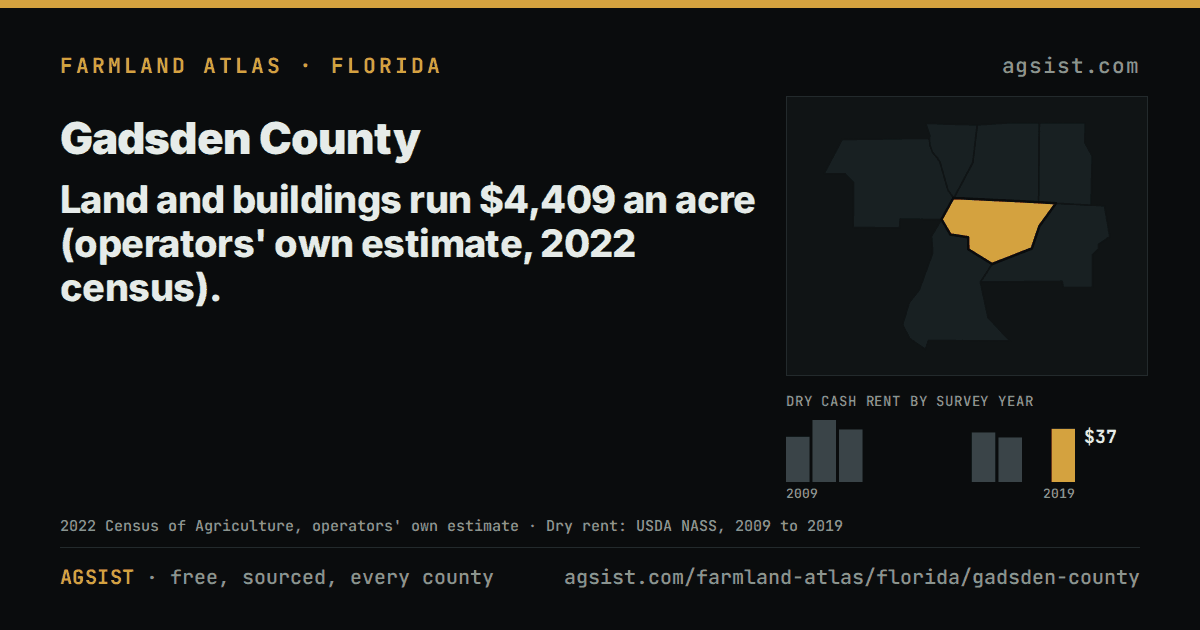 FARMLAND ATLAS · FLORIDA
agsist.com
Gadsden County
Land and buildings run $4,409 an acre
(operators' own estimate, 2022
census).
DRY CASH RENT BY SURVEY YEAR
$37
2009
2019
2022 Census of Agriculture, operators' own estimate · Dry rent: USDA NASS, 2009 to 2019
AGSIST · free, sourced, every county
agsist.com/farmland-atlas/florida/gadsden-county